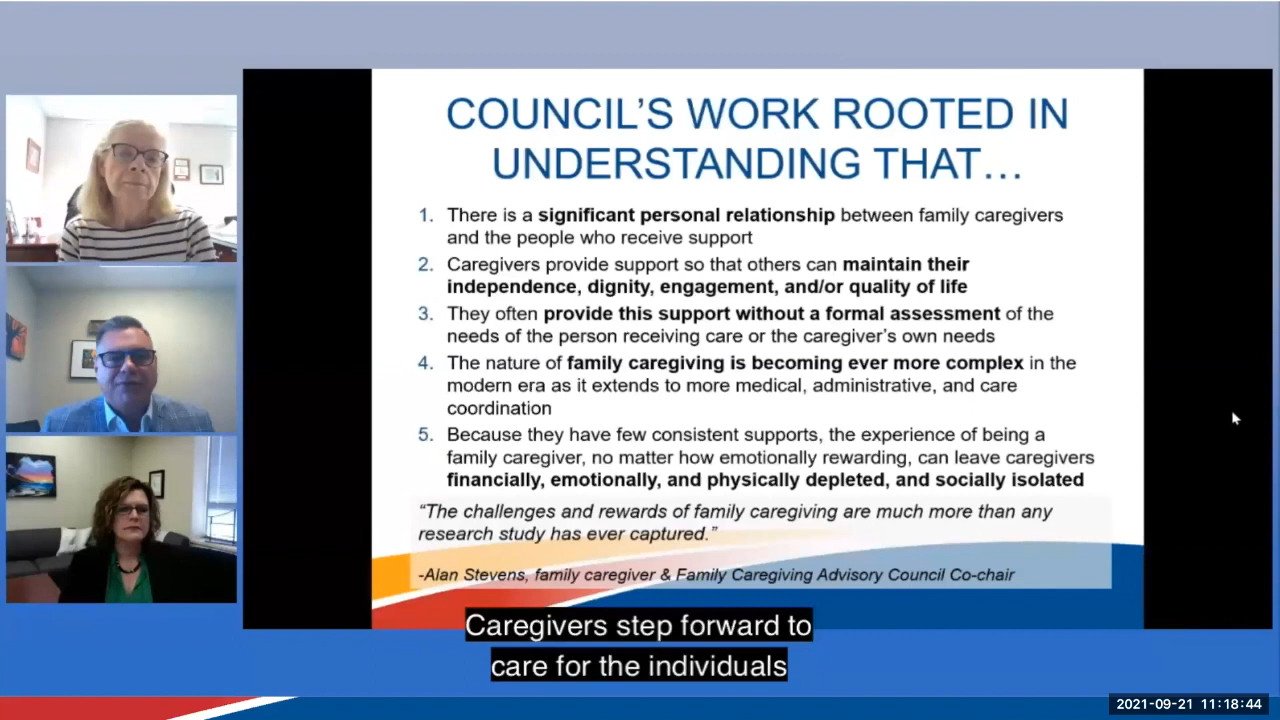 COUNCIL'S WORK ROOTED IN
UNDERSTANDING THAT…
1. There is a significant personal relationship between family caregivers
and the people who receive support
2. Caregivers provide support so that others can maintain their
independence, dignity, engagement, and/or quality of life
3. They often provide this support without a formal assessment of the
needs of the person receiving care or the caregiver's own needs
4. The nature of family caregiving is becoming ever more complex in the
modern era as it extends to more medical, administrative, and care
coordination
5. Because they have few consistent supports, the experience of being a
family caregiver, no matter how emotionally rewarding, can leave caregivers
financially, emotionally, and physically depleted, and socially isolated
“The challenges and rewards of family caregiving are much more than any
research study has ever captured.”
-Alan Stevens, family caregiver & Family Caregiving Advisory Council Co-chair
Caregivers step forward to
care for the individuals
2021-09-21 11:18:44